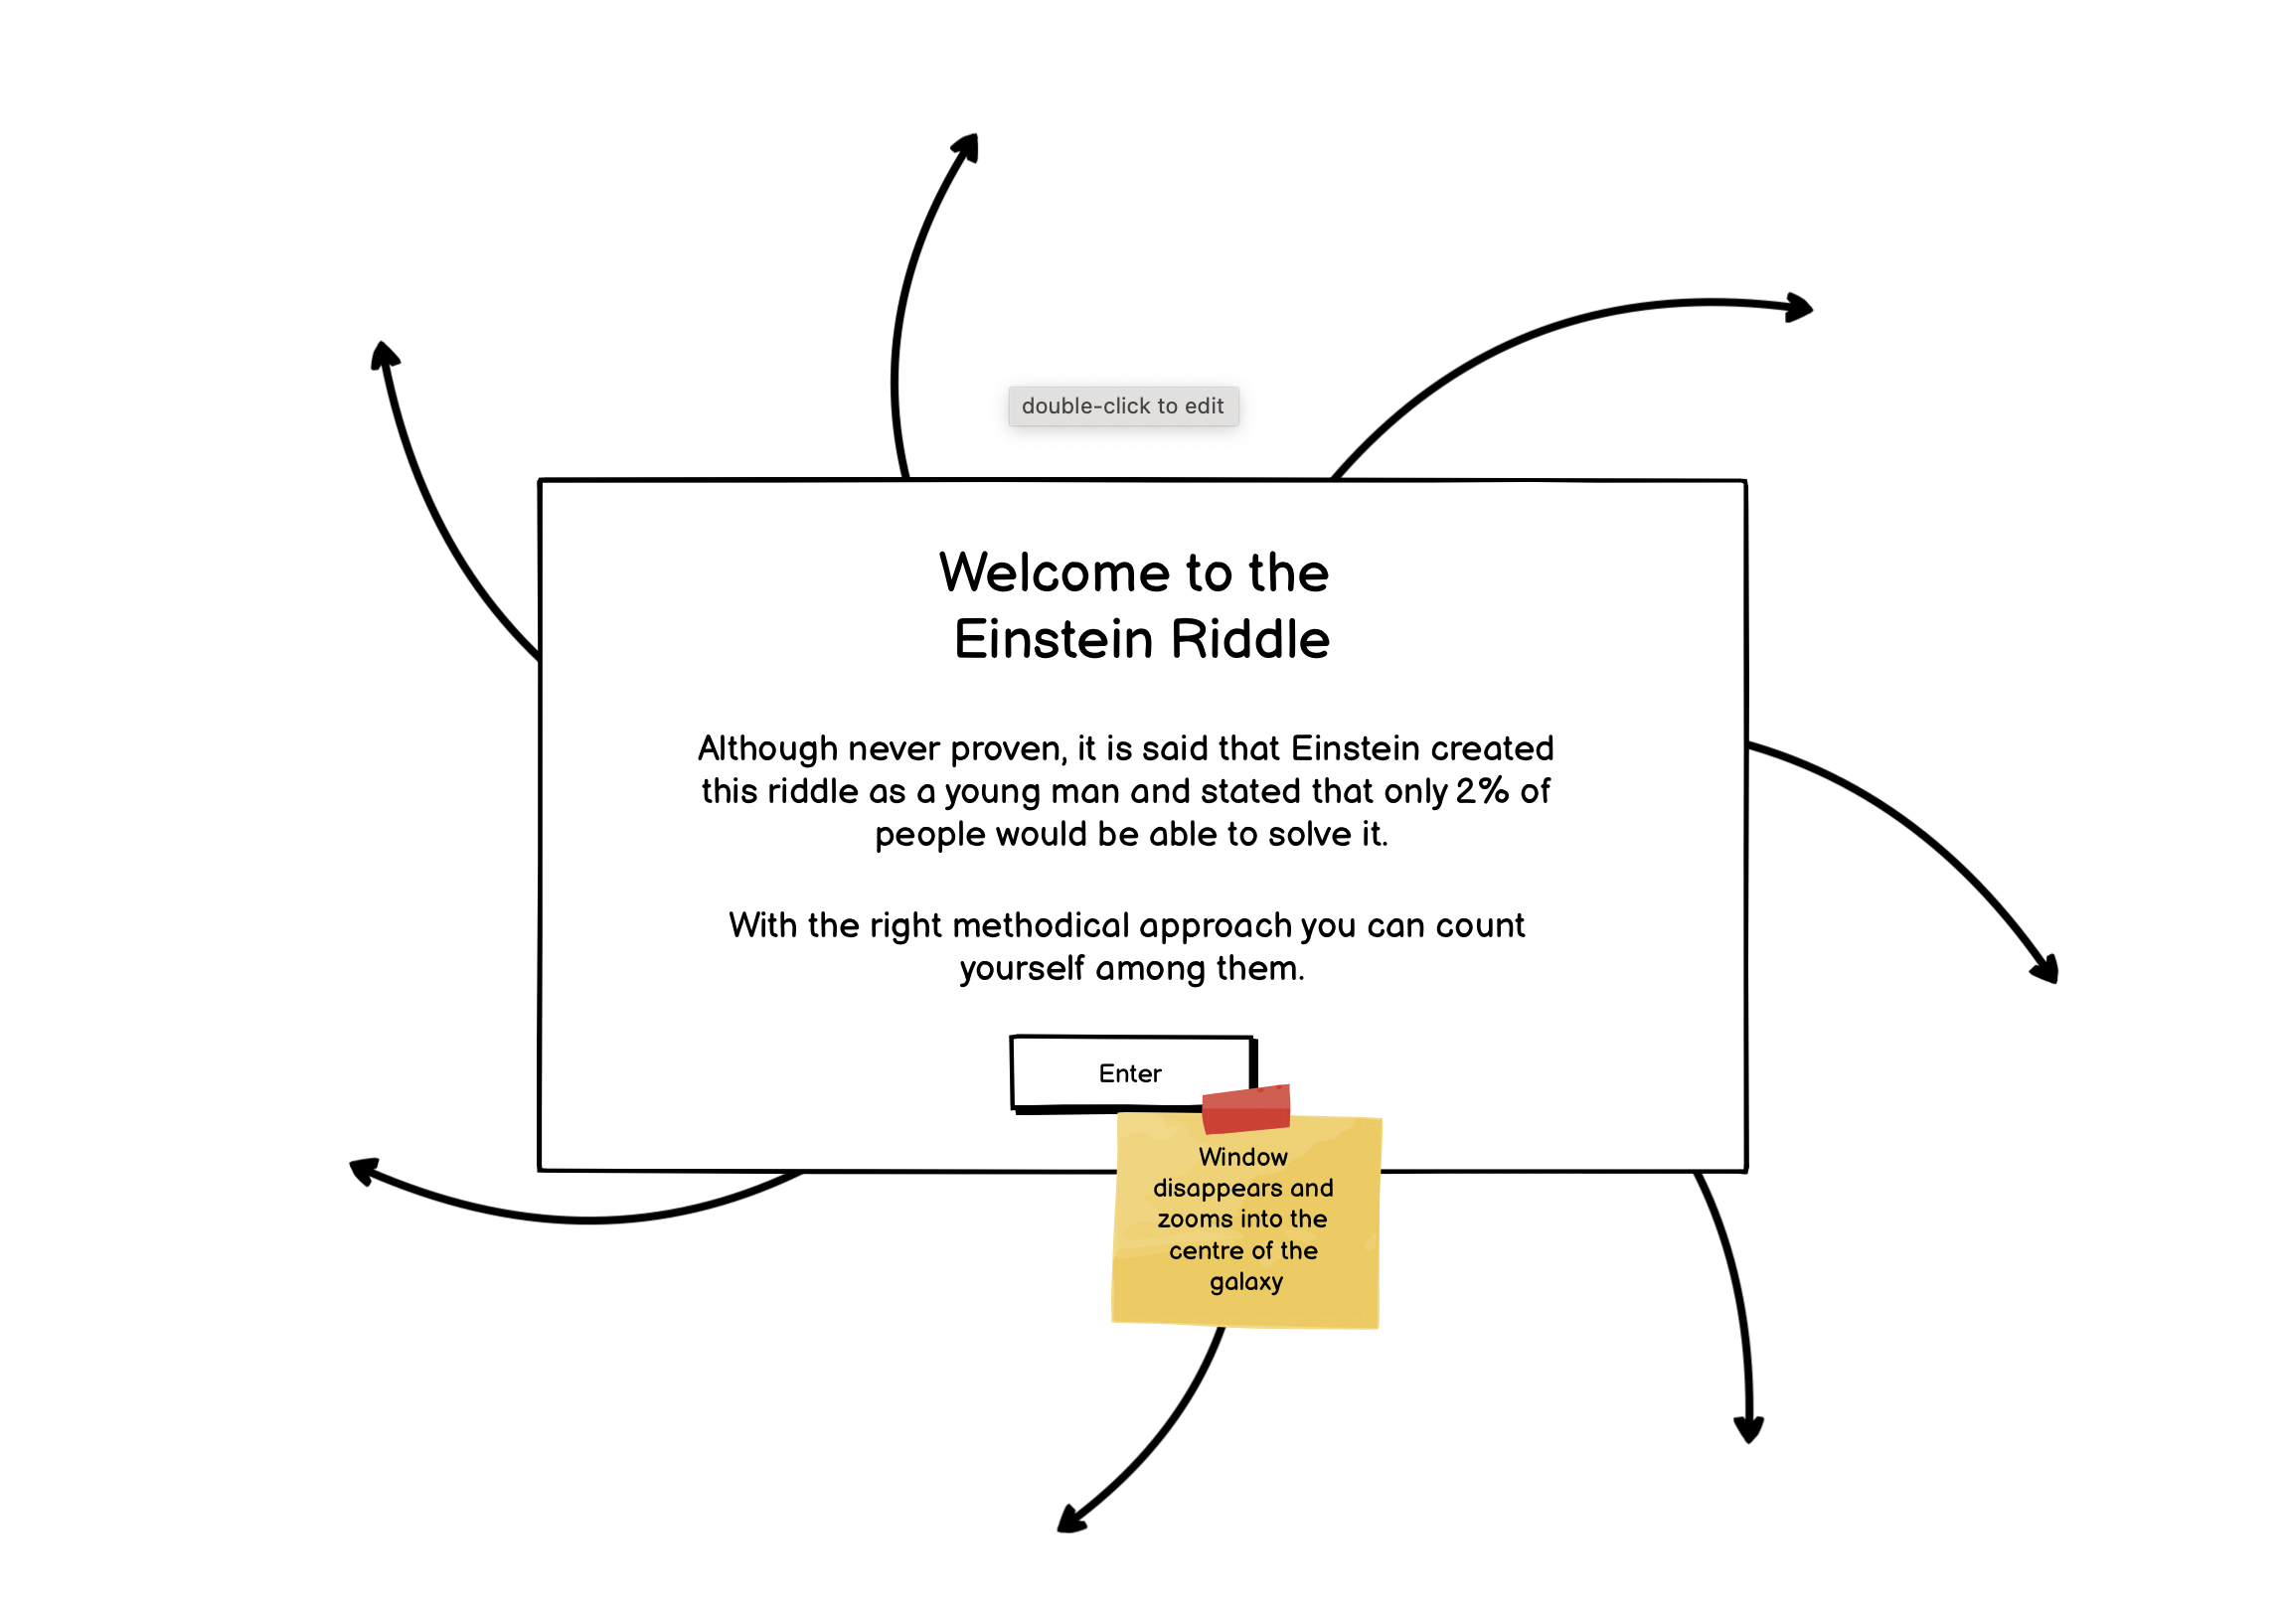 double-click to edit
Welcome to the
Einstein Riddle
Although never proven, it is said that Einstein created
this riddle as a young man and stated that only 2% of
people would be able to solve it.
With the right methodical approach you can count
yourself among them.
Enter
Window
disappears and
zooms into the
centre of the
galaxy